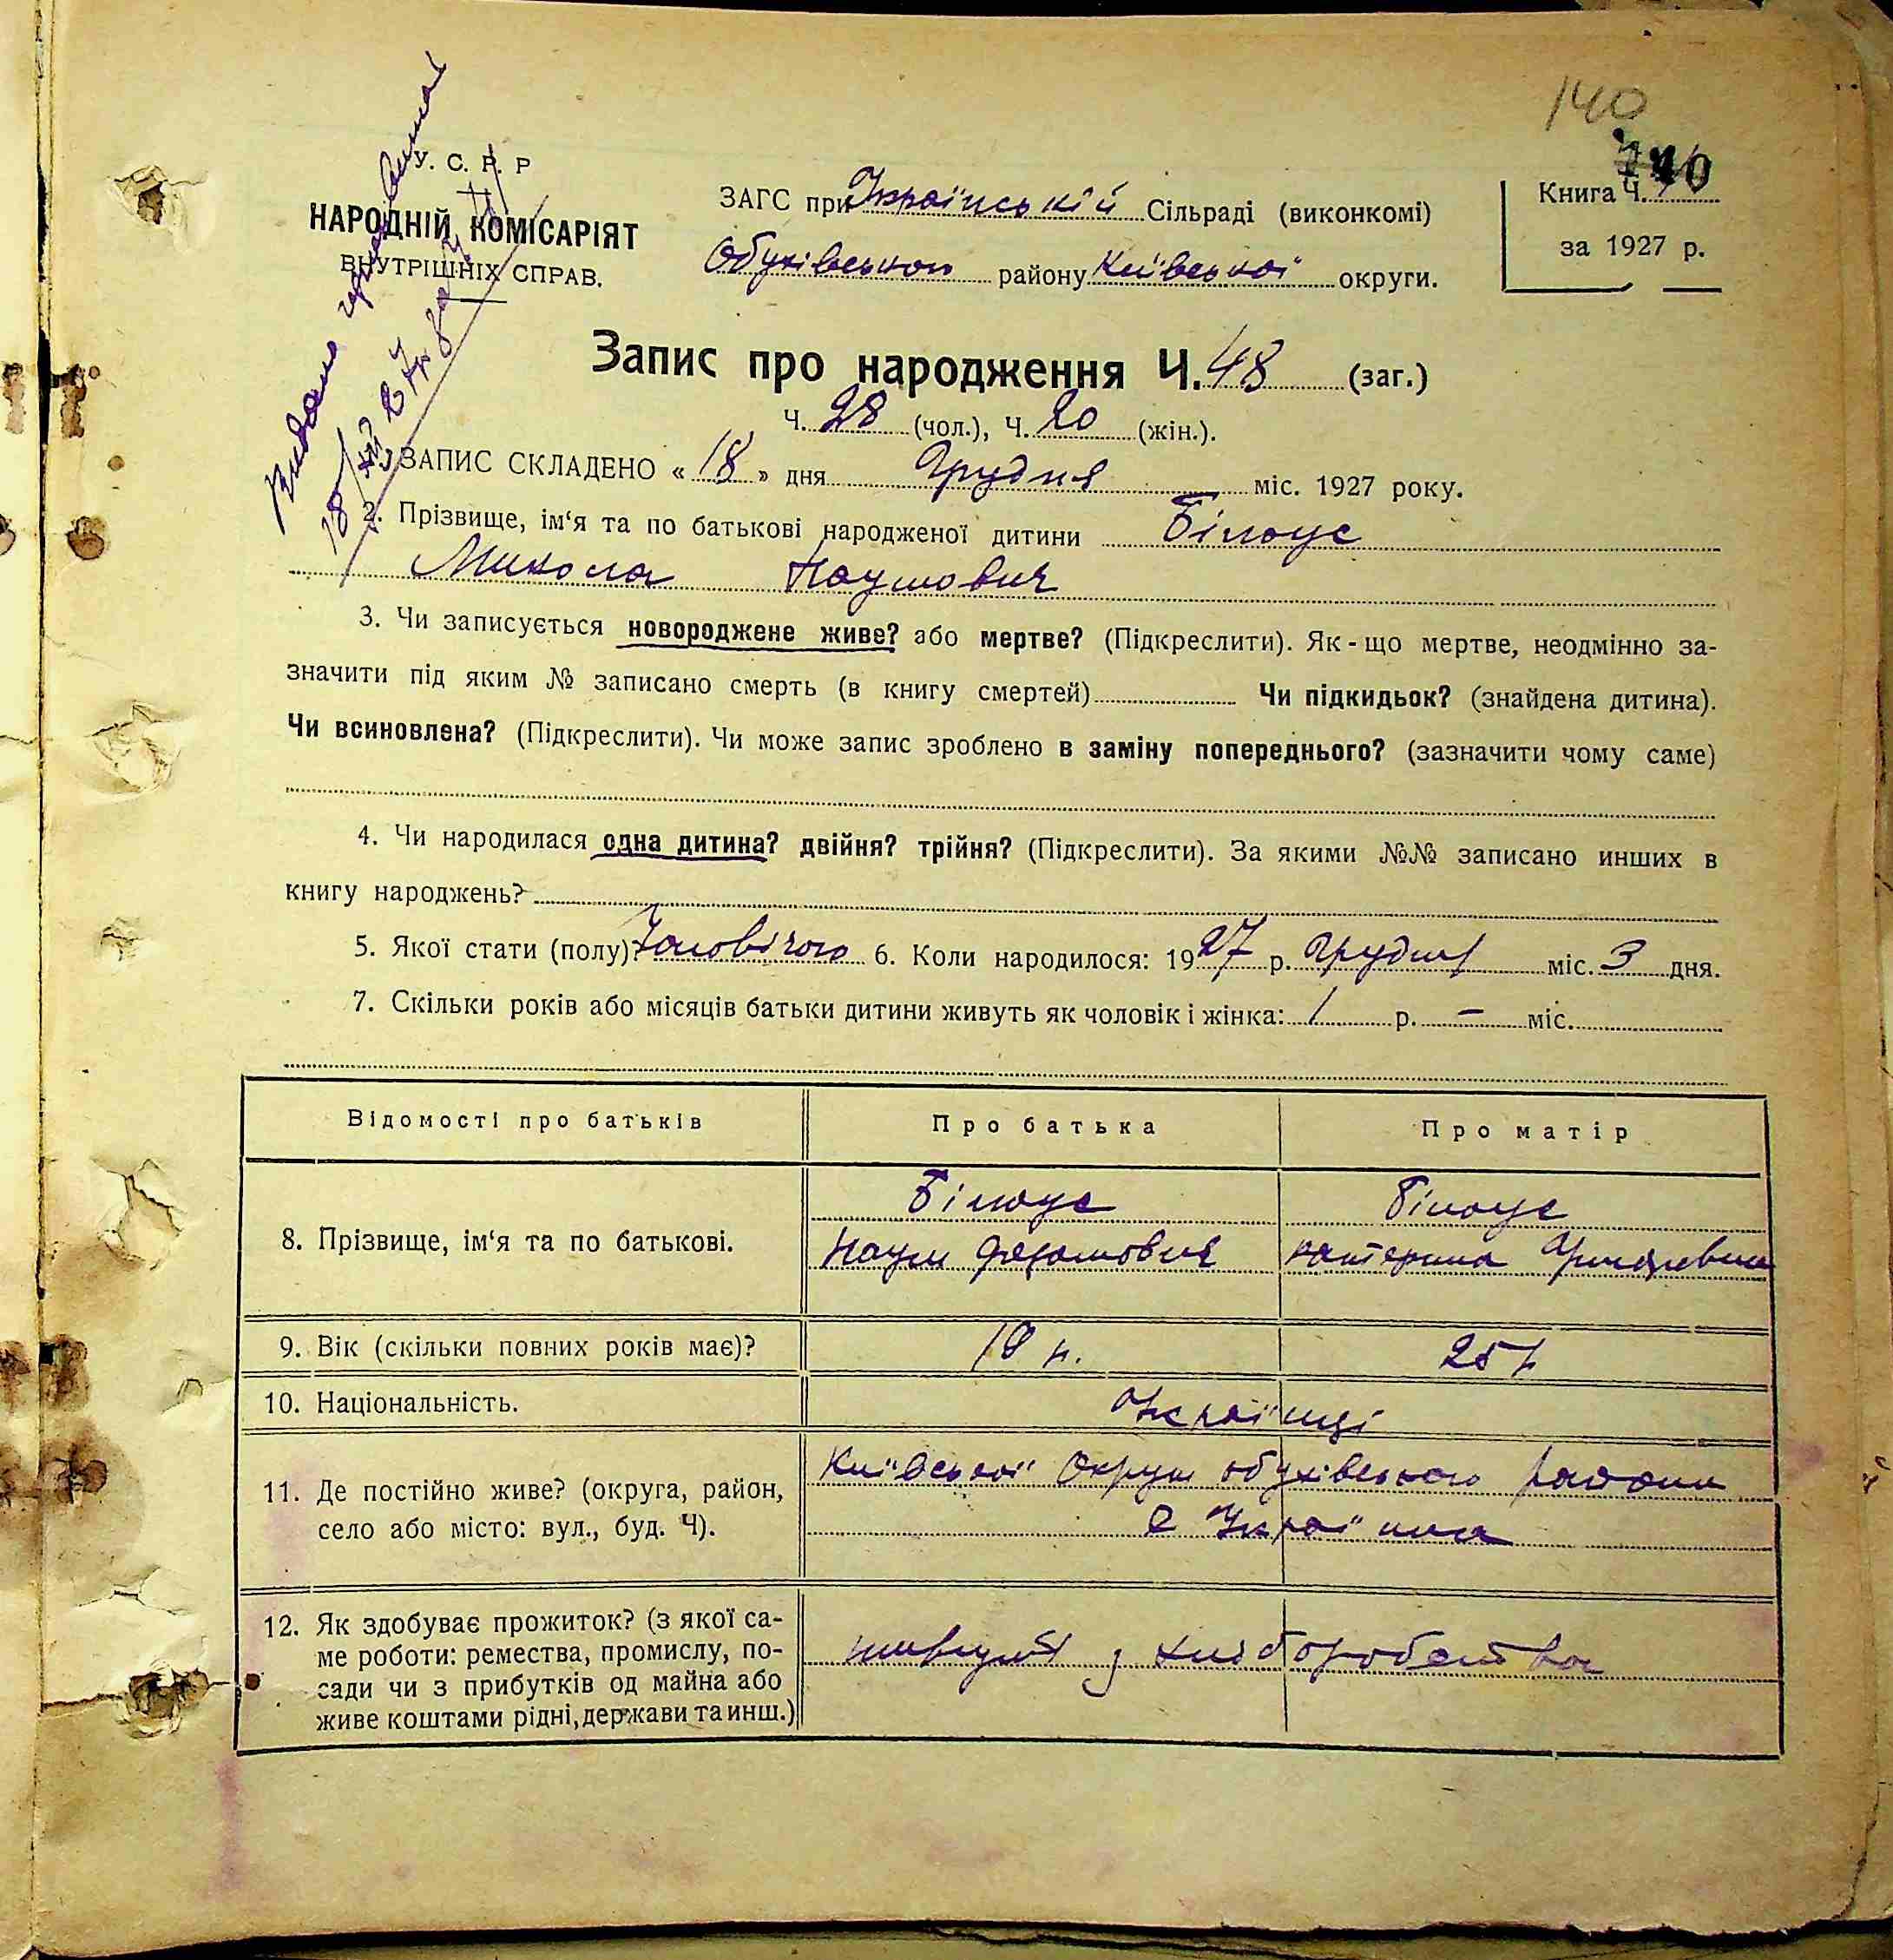 140
140
У. С. Р. Р
НАРОДНІЙ КОМІСАРІЯТ
ВНУТРІШНІХ СПРАВ.
ЗАГС при Українській Сільраді (виконкомі)
Обухівського району Київської округи.
Книга Ч.
за 1927 р.
Видано
Запис про народження Ч. 48 (заг.)
Ч. 28 (чол.), Ч. 20 (жін.).
ЗАПИС СКЛАДЕНО « 18 » дня Грудня міс. 1927 року.
2. Прізвище, ім‘я та по батькові народженої дитини Білоус
Микола Наумович
3. Чи записується новороджене живе? або мертве? (Підкреслити). Як - що мертве, неодмінно за-
значити під яким № записано смерть (в книгу смертей) Чи підкидьок? (знайдена дитина).
Чи всиновлена? (Підкреслити). Чи може запис зроблено в заміну попереднього? (зазначити чому саме)
4. Чи народилася одна дитина? двійня? трійня? (Підкреслити). За якими №№ записано инших в
книгу народжень?
5. Якої стати (полу)? Чоловічого 6. Коли народилося: 1927 р. Грудня міс. 3 дня.
7. Скільки років або місяців батьки дитини живуть як чоловік і жінка: 1 р. – міс.
Відомості про батьків Про батька Про матір
8. Прізвище, ім‘я та по батькові.
Білоус Білоус
Наум катерина
9. Вік (скільки повних років має)? 25
10. Національність. Українці
11. Де постійно живе? (округа, район,
село або місто: вул., буд. Ч).
Київської Округи обухівського району
с Українка
12. Як здобуває прожиток? (з якої са-
ме роботи: ремества, промислу, по-
сади чи з прибутків од майна або
живе коштами рідні, держави та инш.)
живуть з хліборобства